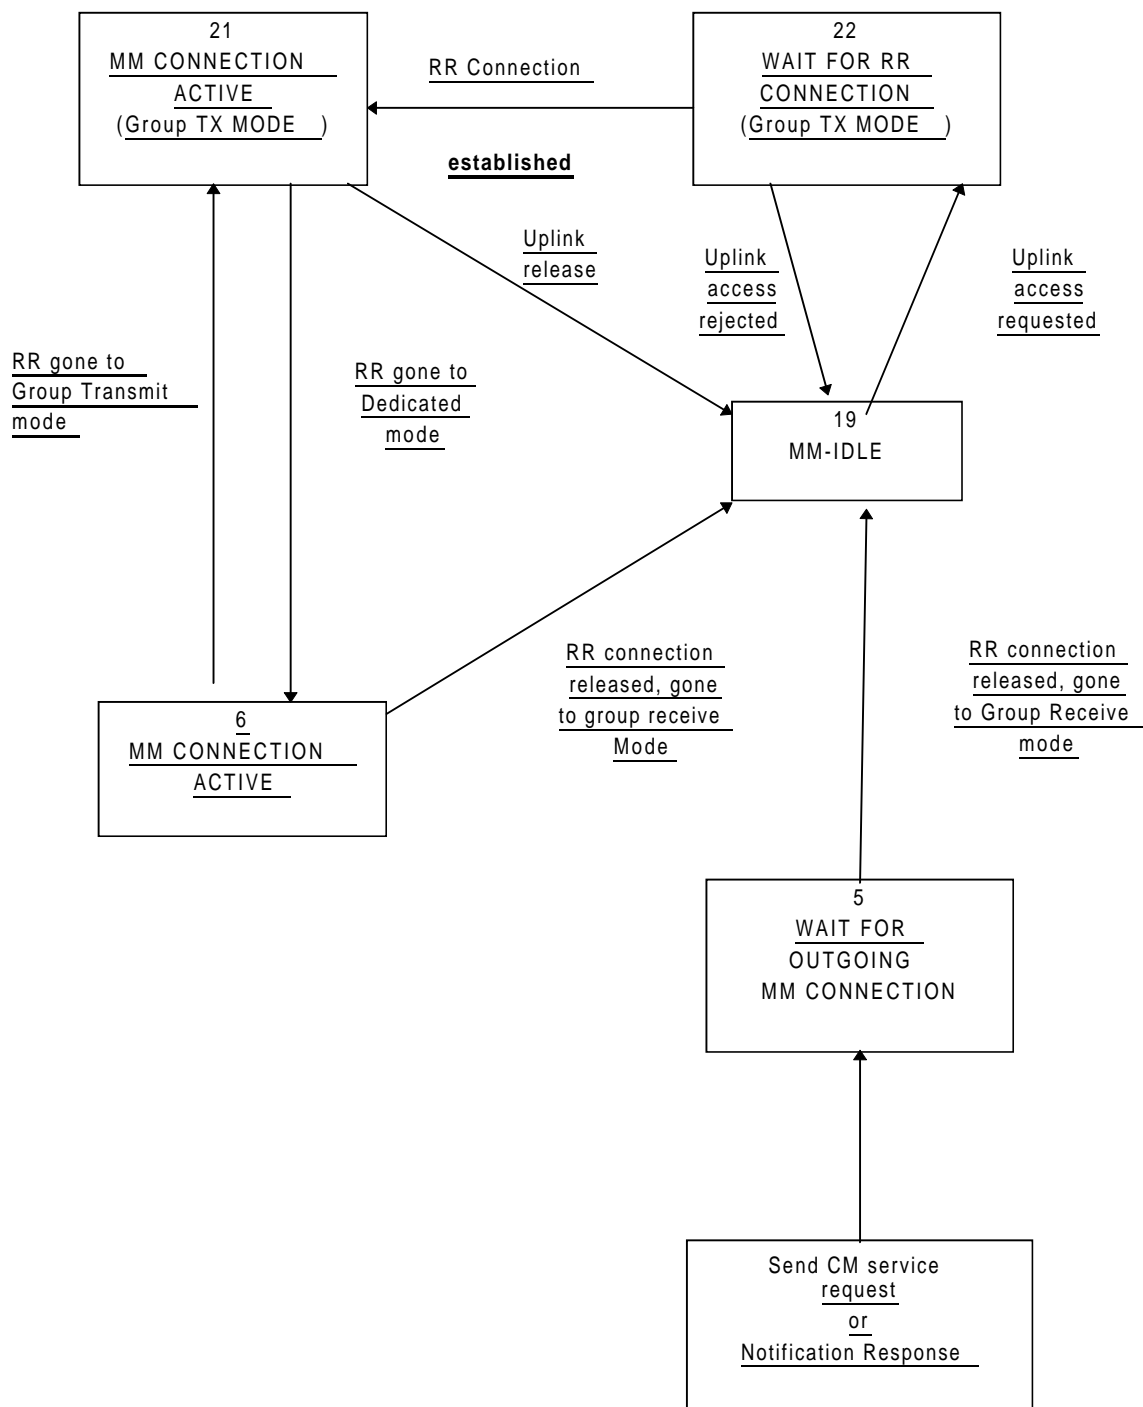 21
MM CONNECTION
ACTIVE
(Group TX MODE )
RR Connection
established
22
WAIT FOR RR
CONNECTION
(Group TX MODE )
Uplink
release
Uplink
access
rejected
Uplink
access
requested
RR gone to
Group Transmit
mode
RR gone to
Dedicated
mode
19
MM-IDLE
RR connection
released, gone
to group receive
Mode
RR connection
released, gone
to Group Receive
mode
6
MM CONNECTION
ACTIVE
5
WAIT FOR
OUTGOING
MM CONNECTION
Send CM service
request
or
Notification Response